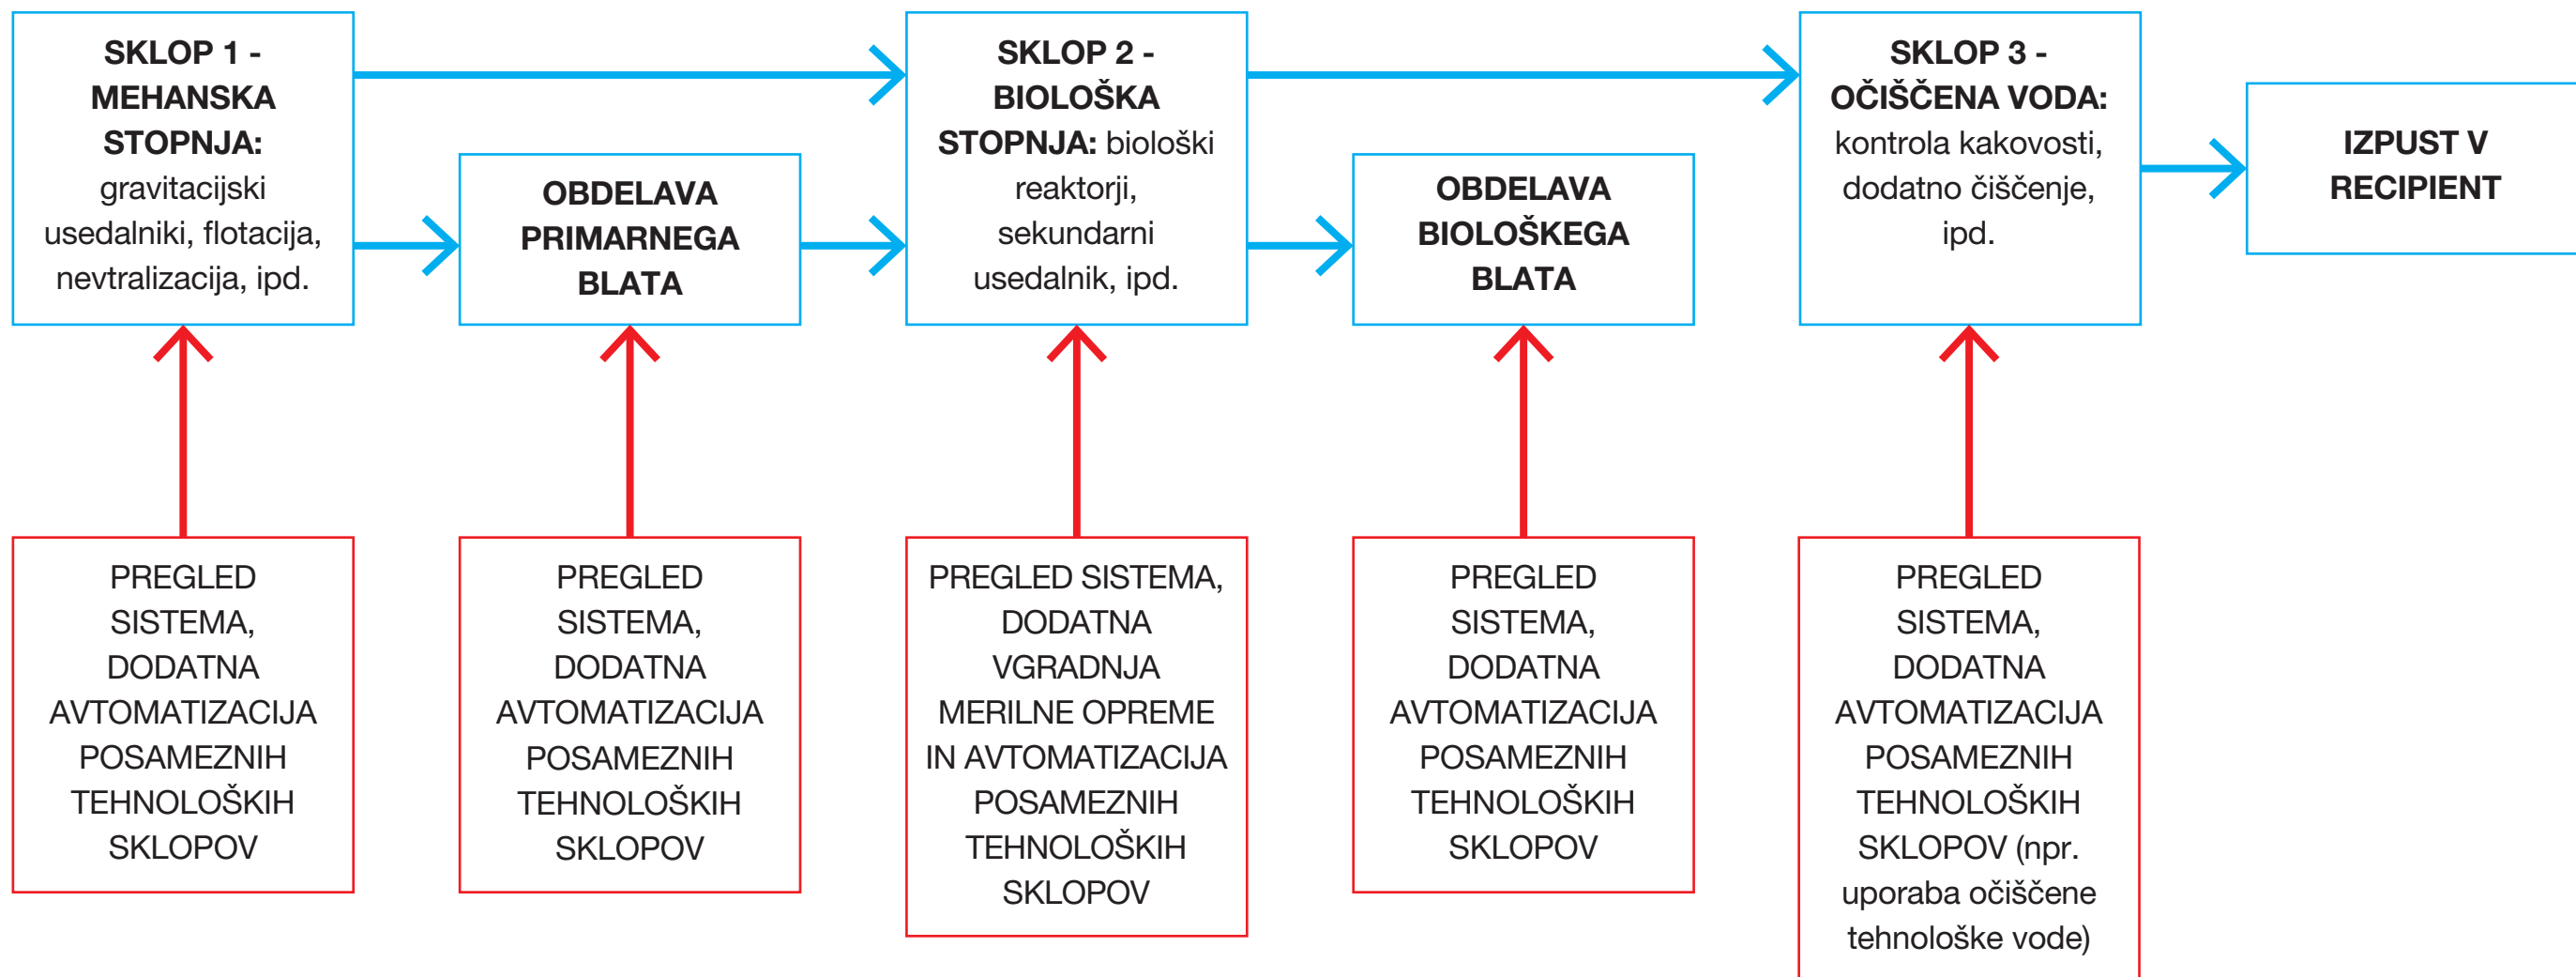 SKLOP 1 -
MEHANSKA
STOPNJA:
gravitacijski
usedalniki, flotacija,
nevtralizacija, ipd.
OBDELAVA
PRIMARNEGA
BLATA
SKLOP 2 -
BIOLOŠKA
STOPNJA: biološki
reaktorji,
sekundarni
usedalnik, ipd.
OBDELAVA
BIOLOŠKEGA
BLATA
SKLOP 3 -
OČIŠČENA VODA:
kontrola kakovosti,
dodatno čiščenje,
ipd.
IZPUST V
RECIPIENT
PREGLED
SISTEMA,
DODATNA
AVTOMATIZACIJA
POSAMEZNIH
TEHNOLOŠKIH
SKLOPOV
PREGLED
SISTEMA,
DODATNA
AVTOMATIZACIJA
POSAMEZNIH
TEHNOLOŠKIH
SKLOPOV
PREGLED SISTEMA,
DODATNA
VGRADNJA
MERILNE OPREME
IN AVTOMATIZACIJA
POSAMEZNIH
TEHNOLOŠKIH
SKLOPOV
PREGLED
SISTEMA,
DODATNA
AVTOMATIZACIJA
POSAMEZNIH
TEHNOLOŠKIH
SKLOPOV
PREGLED
SISTEMA,
DODATNA
AVTOMATIZACIJA
POSAMEZNIH
TEHNOLOŠKIH
SKLOPOV (npr.
uporaba očiščene
tehnološke vode)